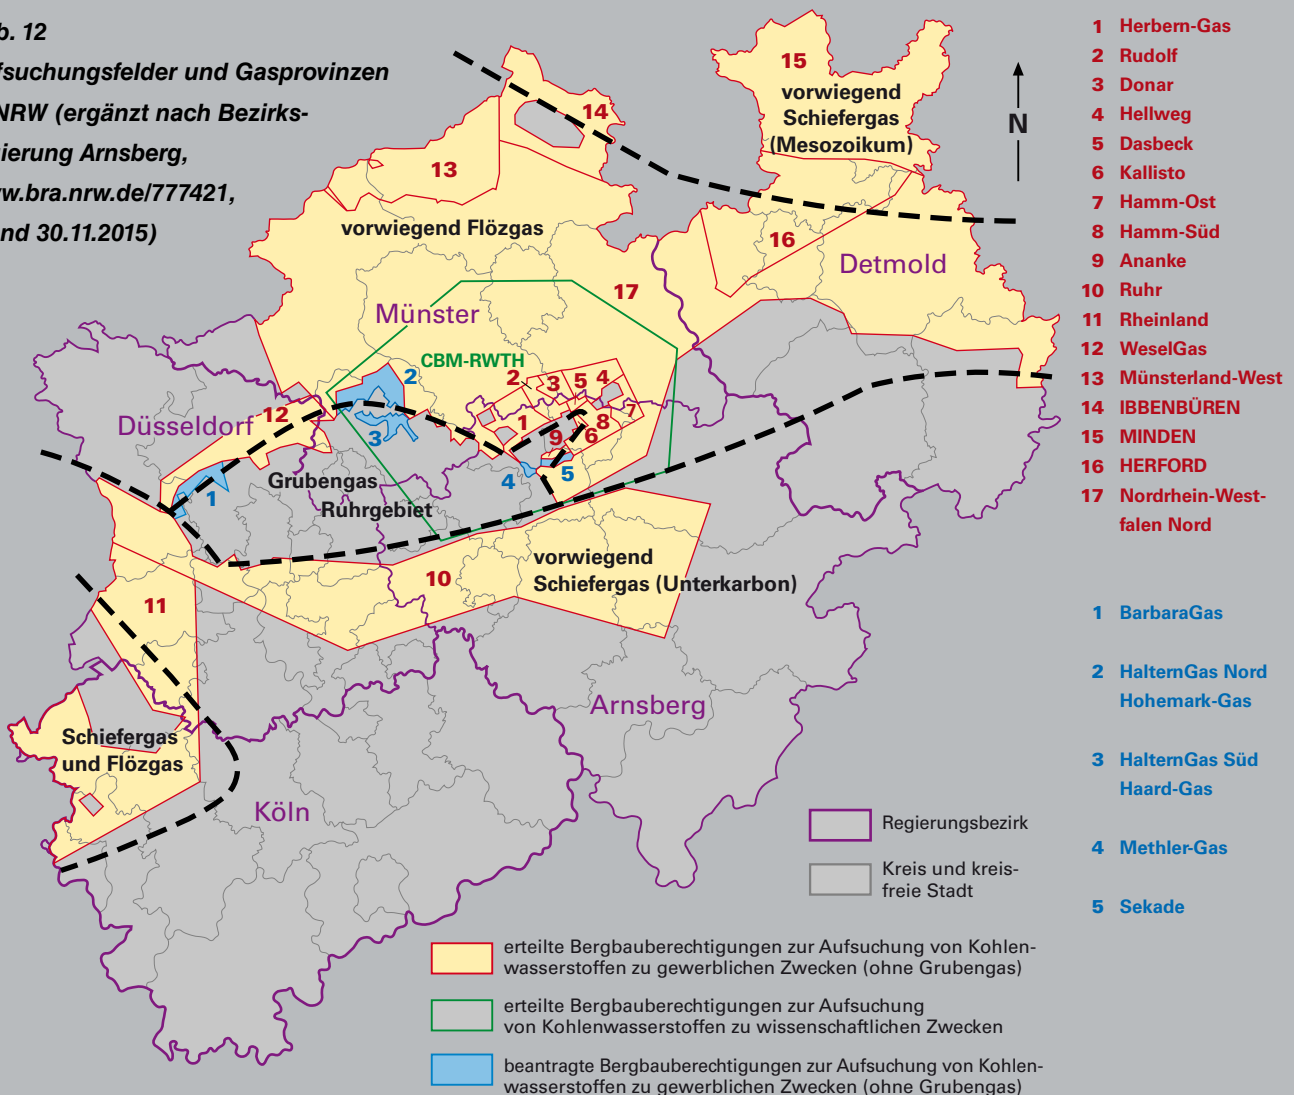 b. 12
fsuchungsfelder und Gasprovinzen
NRW (ergänzt nach Bezirks-
ierung Arnsberg,
w.bra.nrw.de/777421,
nd 30.11.2015)
15
vorwiegend
Schiefergas
(Mesozoikum)
N
14
13
vorwiegend Flözgas
16
Detmold
17
Münster
CBM-RWTH
2
2
3
5
4
7
1
8
9
6
Düsseldorf
12
3
4
5
1
Grubengas
Ruhrgebiet
vorwiegend
Schiefergas (Unterkarbon)
10
11
Arnsberg
Schiefergas
und Flözgas
Köln
1 Herbern-Gas
2 Rudolf
3 Donar
4 Hellweg
5 Dasbeck
6 Kallisto
7 Hamm-Ost
8 Hamm-Süd
9 Ananke
10 Ruhr
11 Rheinland
12 WeselGas
13 Münsterland-West
14 IBBENBÜREN
15 MINDEN
16 HERFORD
17 Nordrhein-West-
falen Nord
1 BarbaraGas
2 HalternGas Nord
Hohemark-Gas
3 HalternGas Süd
Haard-Gas
4 Methler-Gas
5 Sekade
Regierungsbezirk
Kreis und kreis-
freie Stadt
erteilte Bergbauberechtigungen zur Aufsuchung von Kohlen-
wasserstoffen zu gewerblichen Zwecken (ohne Grubengas)
erteilte Bergbauberechtigungen zur Aufsuchung
von Kohlenwasserstoffen zu wissenschaftlichen Zwecken
beantragte Bergbauberechtigungen zur Aufsuchung von Kohlen-
wasserstoffen zu gewerblichen Zwecken (ohne Grubengas)